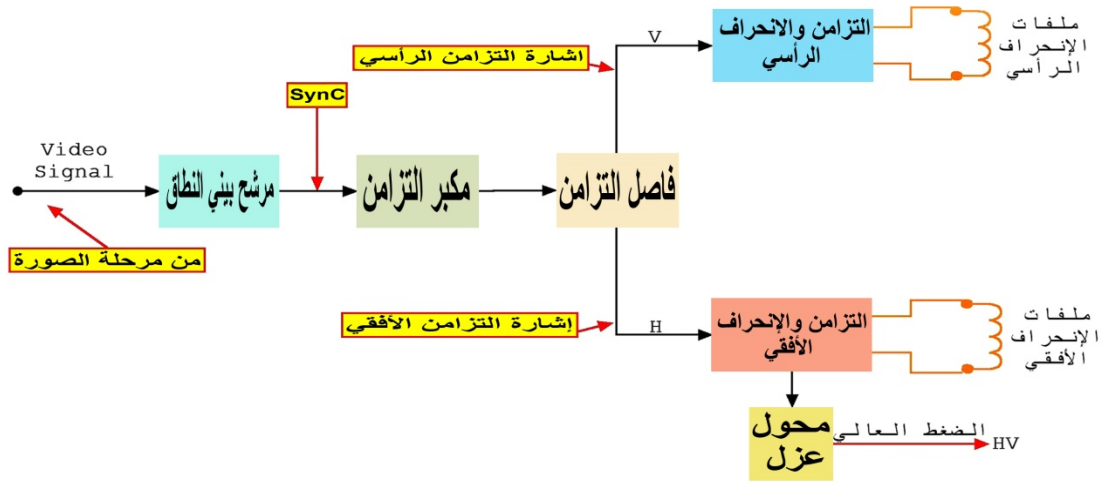 التزامن والانحراف
الرأسي
ملفات
الإنحراف
الرأسي
V
اشارة التزامن الرأسي
SynC
Video
Signal
مرشح بيني النطاق
مكبر التزامن
فاصل التزامن
من مرحلة الصورة
إشارة التزامن الأفقي
H
التزامن والإنحراف
الأفقي
ملفات
الإنحراف
الأفقي
محول
عزل
الضغط العالي
HV